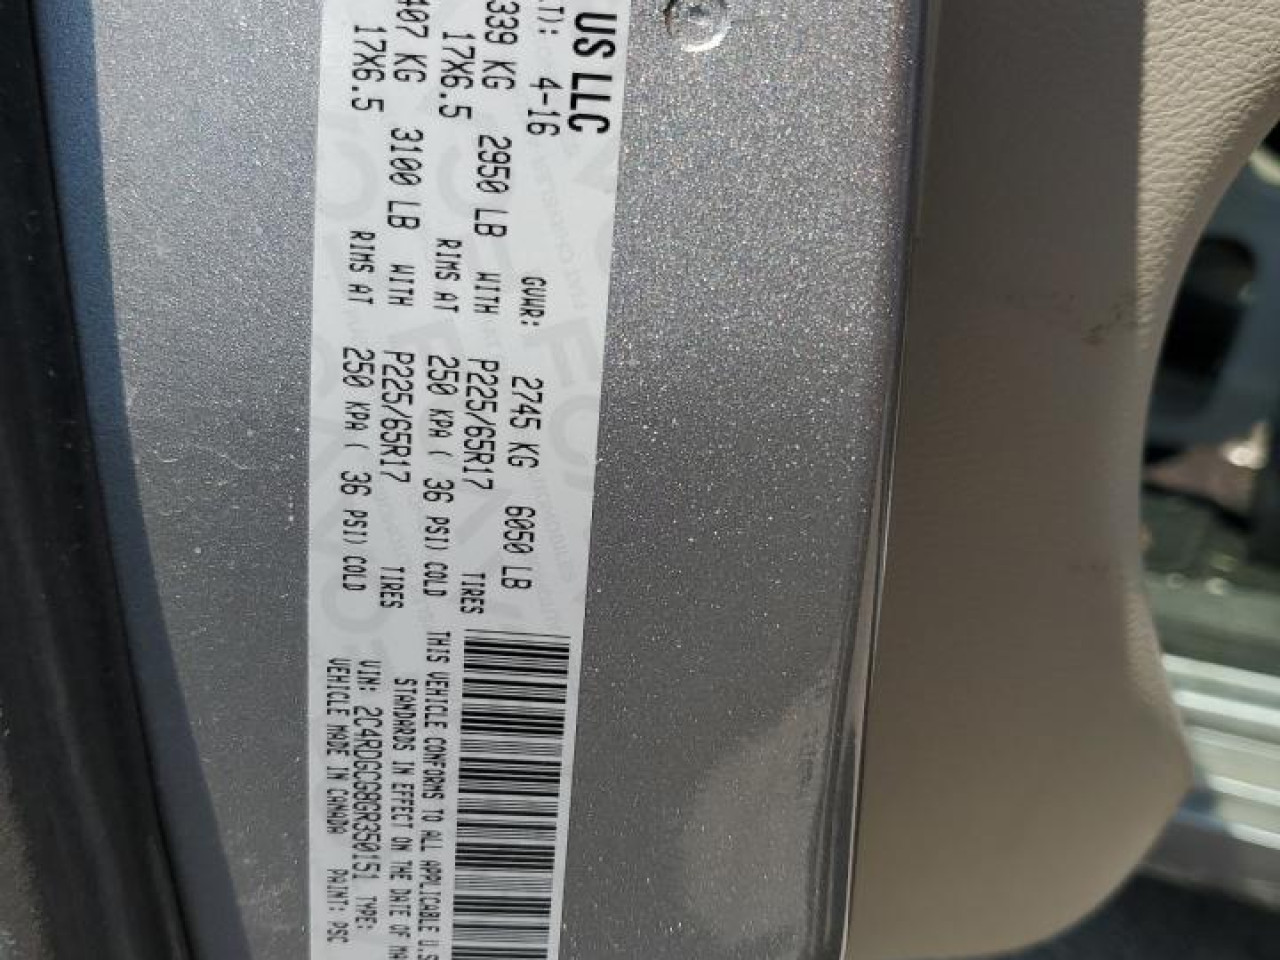 US LLC
T): 4-16 GVWR: 2745 KG 6050 LB
339 KG 2950 LB WITH P225/65R17 TIRES
17X6.5 RIMS AT 250 KPA ( 36 PSI) COLD
407 KG 3100 LB WITH P225/65R17 TIRES
17X6.5 RIMS AT 250 KPA ( 36 PSI) COLD
THIS VEHICLE CONFORMS TO ALL APPLICABLE U.S
STANDARDS IN EFFECT ON THE DATE OF MA
VIN: 2C4RDGCG8GR350151 TYPE:
VEHICLE MADE IN CANADA PAINT: PSC